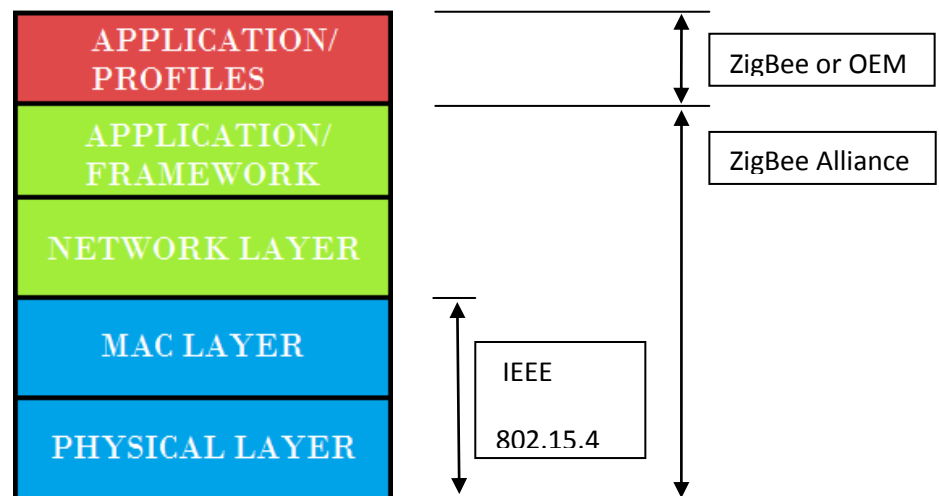 APPLICATION/
PROFILES
ZigBee or OEM
APPLICATION/
FRAMEWORK
ZigBee Alliance
NETWORK LAYER
MAC LAYER
IEEE
802.15.4
PHYSICAL LAYER